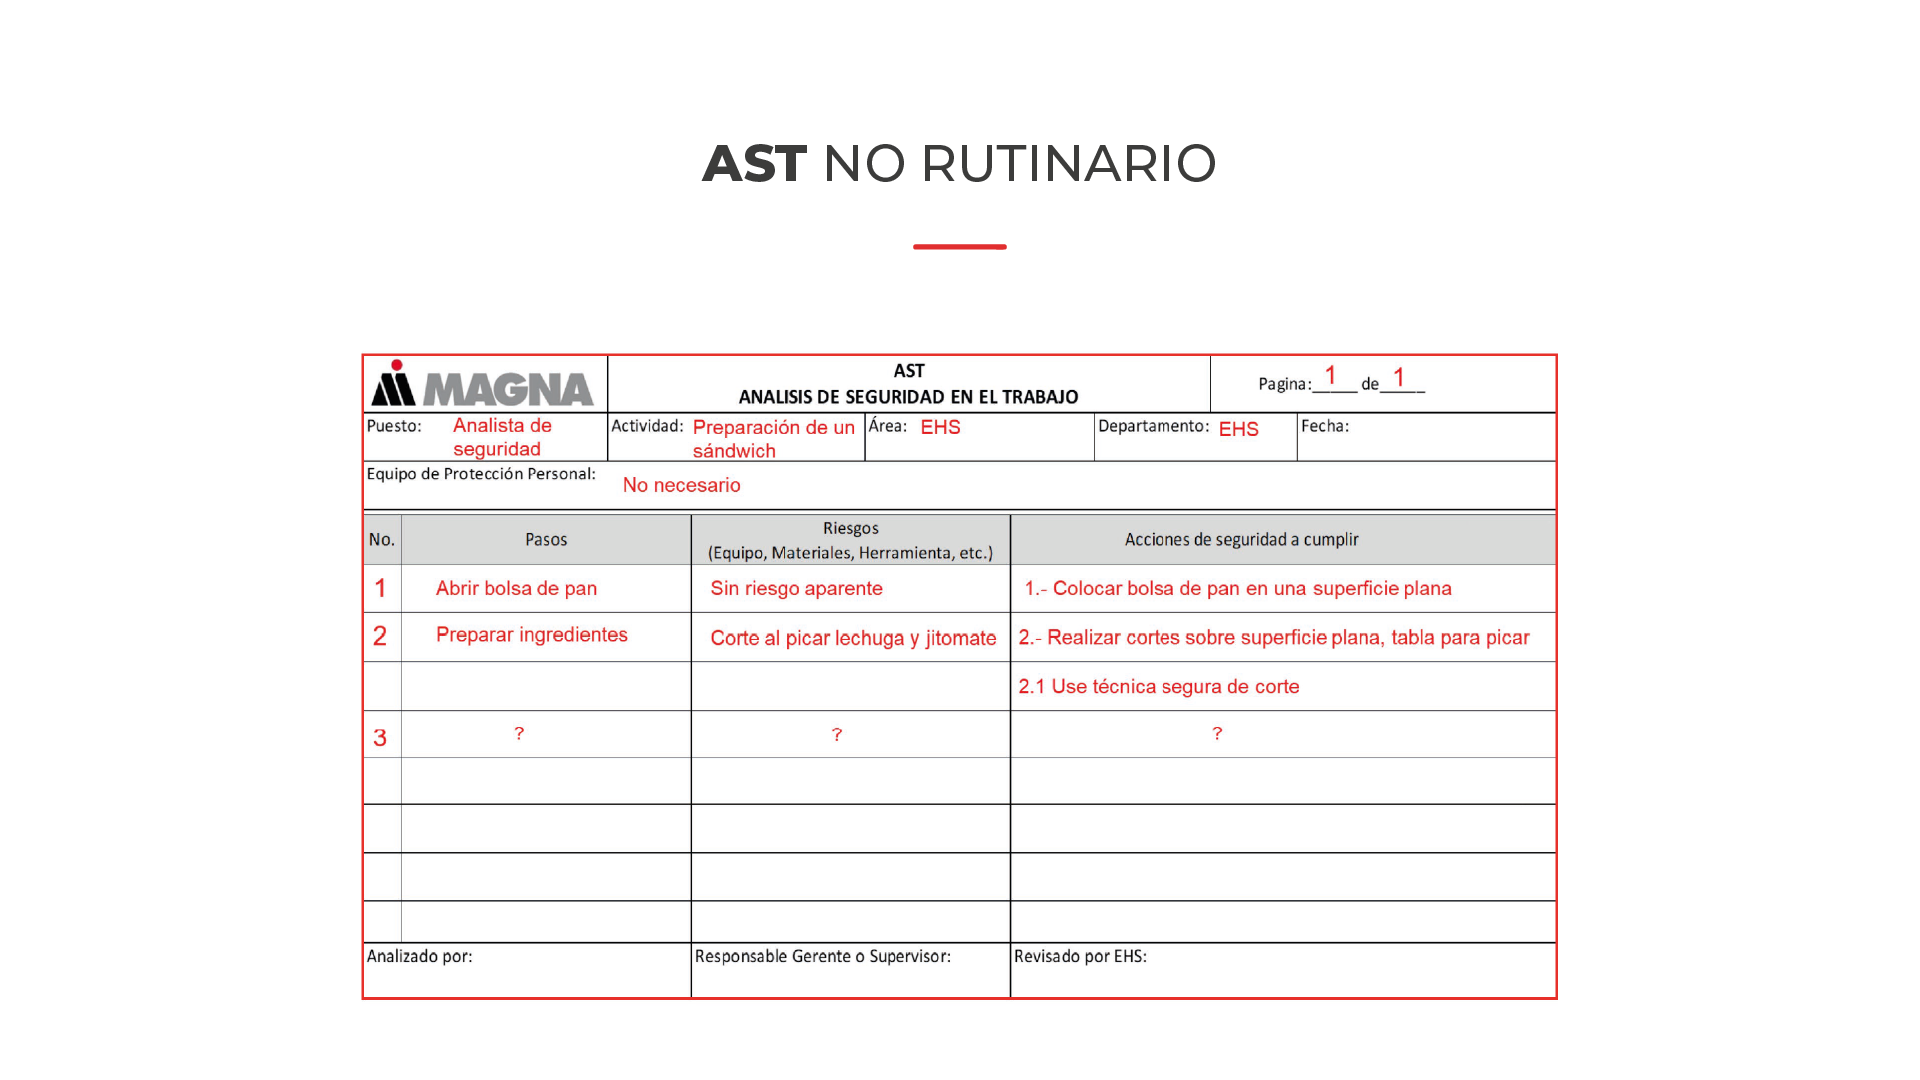 AST NO RUTINARIO
MAGNA
AST
ANALISIS DE SEGURIDAD EN EL TRABAJO
Pagina:_____ de_____
1 1
Puesto: Analista de seguridad
Actividad: Preparación de un sándwich
Área: EHS
Departamento: EHS
Fecha:
Equipo de Protección Personal: No necesario
No. Pasos Riesgos (Equipo, Materiales, Herramienta, etc.) Acciones de seguridad a cumplir
1 Abrir bolsa de pan Sin riesgo aparente 1.- Colocar bolsa de pan en una superficie plana
2 Preparar ingredientes Corte al picar lechuga y jitomate 2.- Realizar cortes sobre superficie plana, tabla para picar
2.1 Use técnica segura de corte
3 ? ? ?
Analizado por: Responsable Gerente o Supervisor: Revisado por EHS: